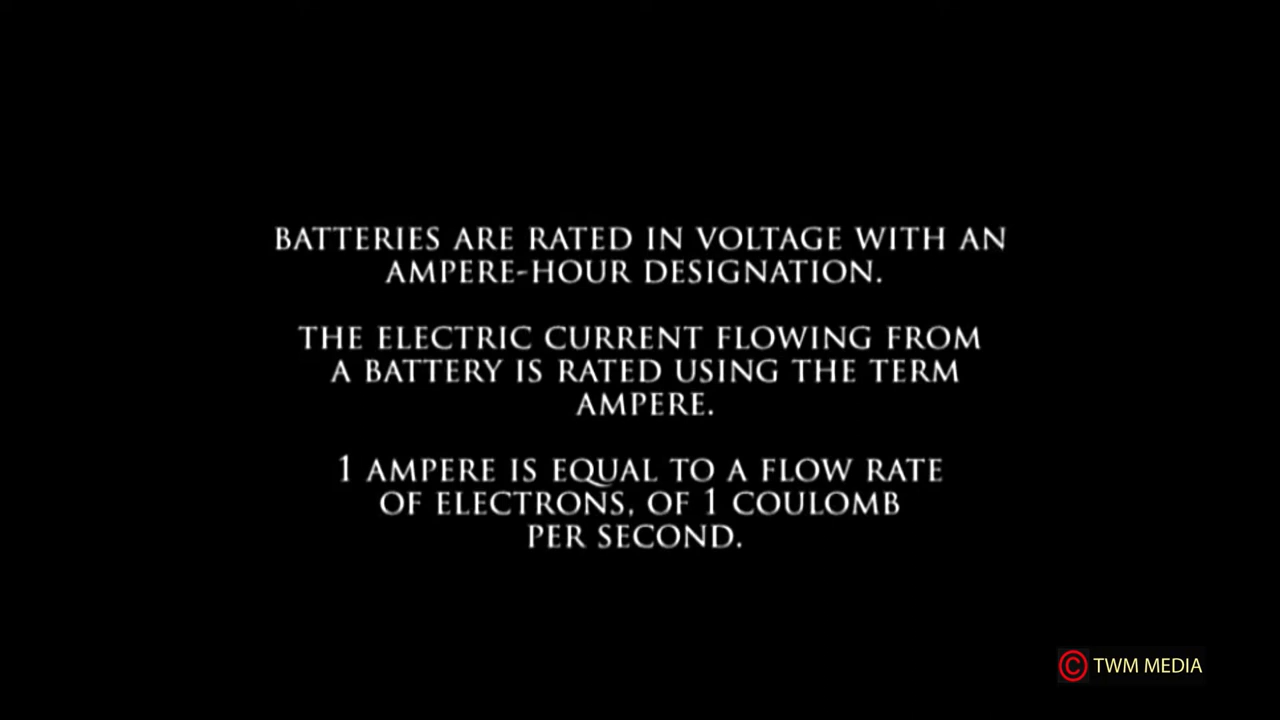 BATTERIES ARE RATED IN VOLTAGE WITH AN
AMPERE-HOUR DESIGNATION.
THE ELECTRIC CURRENT FLOWING FROM
A BATTERY IS RATED USING THE TERM
AMPERE.
1 AMPERE IS EQUAL TO A FLOW RATE
OF ELECTRONS, OF 1 COULOMB
PER SECOND.
© TWM MEDIA